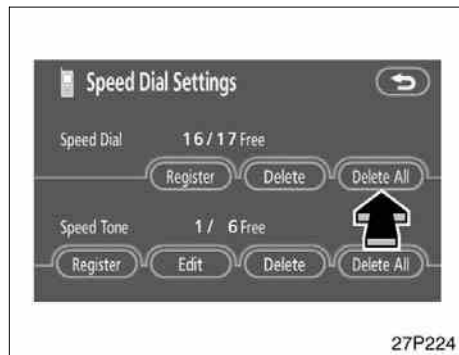 Speed Dial Settings
Speed Dial 16/17 Free
Register Delete Delete All
Speed Tone 1/ 6 Free
Register Edit Delete Delete All
27P224